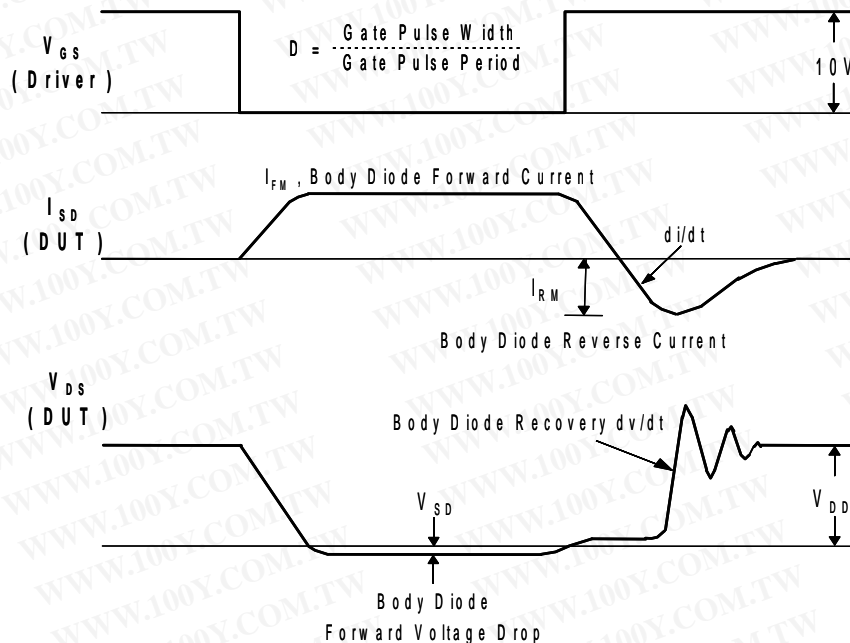 V GS
(Driver)
D = Gate Pulse Width
Gate Pulse Period
10V
I FM , Body Diode Forward Current
I SD
(DUT)
di/dt
I RM
Body Diode Reverse Current
V DS
(DUT)
Body Diode Recovery dv/dt
V SD
V DD
Body Diode
Forward Voltage Drop
WWW.100Y.COM.TW